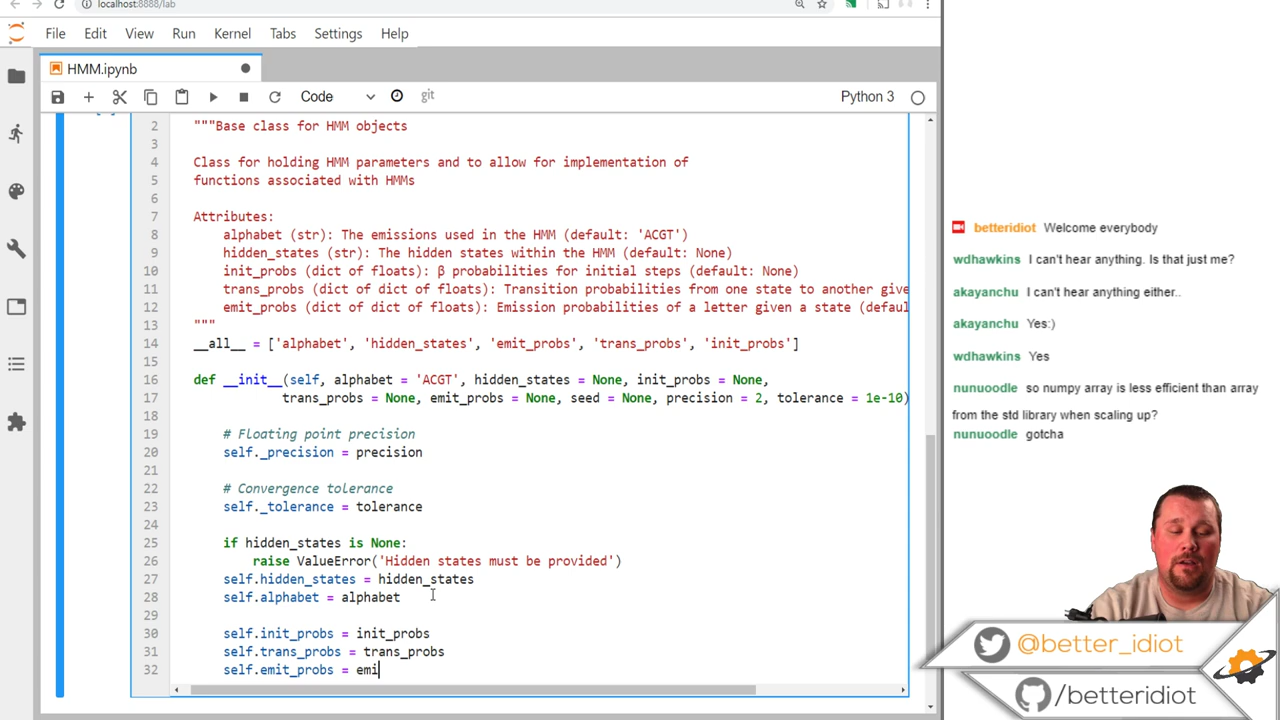 localhost:8888/lab
File Edit View Run Kernel Tabs Settings Help
HMM.ipynb
Code git Python 3
2 """Base class for HMM objects
3
4 Class for holding HMM parameters and to allow for implementation of
5 functions associated with HMMs
6
7 Attributes:
8 alphabet (str): The emissions used in the HMM (default: 'ACGT')
9 hidden_states (str): The hidden states within the HMM (default: None)
10 init_probs (dict of floats): β probabilities for initial steps (default: None)
11 trans_probs (dict of dict of floats): Transition probabilities from one state to another give
12 emit_probs (dict of dict of floats): Emission probabilities of a letter given a state (defaul
13 """
14 __all__ = ['alphabet', 'hidden_states', 'emit_probs', 'trans_probs', 'init_probs']
15
16 def __init__(self, alphabet = 'ACGT', hidden_states = None, init_probs = None,
17 trans_probs = None, emit_probs = None, seed = None, precision = 2, tolerance = 1e-10)
18
19 # Floating point precision
20 self._precision = precision
21
22 # Convergence tolerance
23 self._tolerance = tolerance
24
25 if hidden_states is None:
26 raise ValueError('Hidden states must be provided')
27 self.hidden_states = hidden_states
28 self.alphabet = alphabet
29
30 self.init_probs = init_probs
31 self.trans_probs = trans_probs
32 self.emit_probs = emi
betteridiot Welcome everybody
wdhawkins I can't hear anything. Is that just me?
akayanchu I can't hear anything either..
akayanchu Yes:)
wdhawkins Yes
nunuoodle so numpy array is less efficient than array
from the std library when scaling up?
nunuoodle gotcha
@better_idiot
/betteridiot